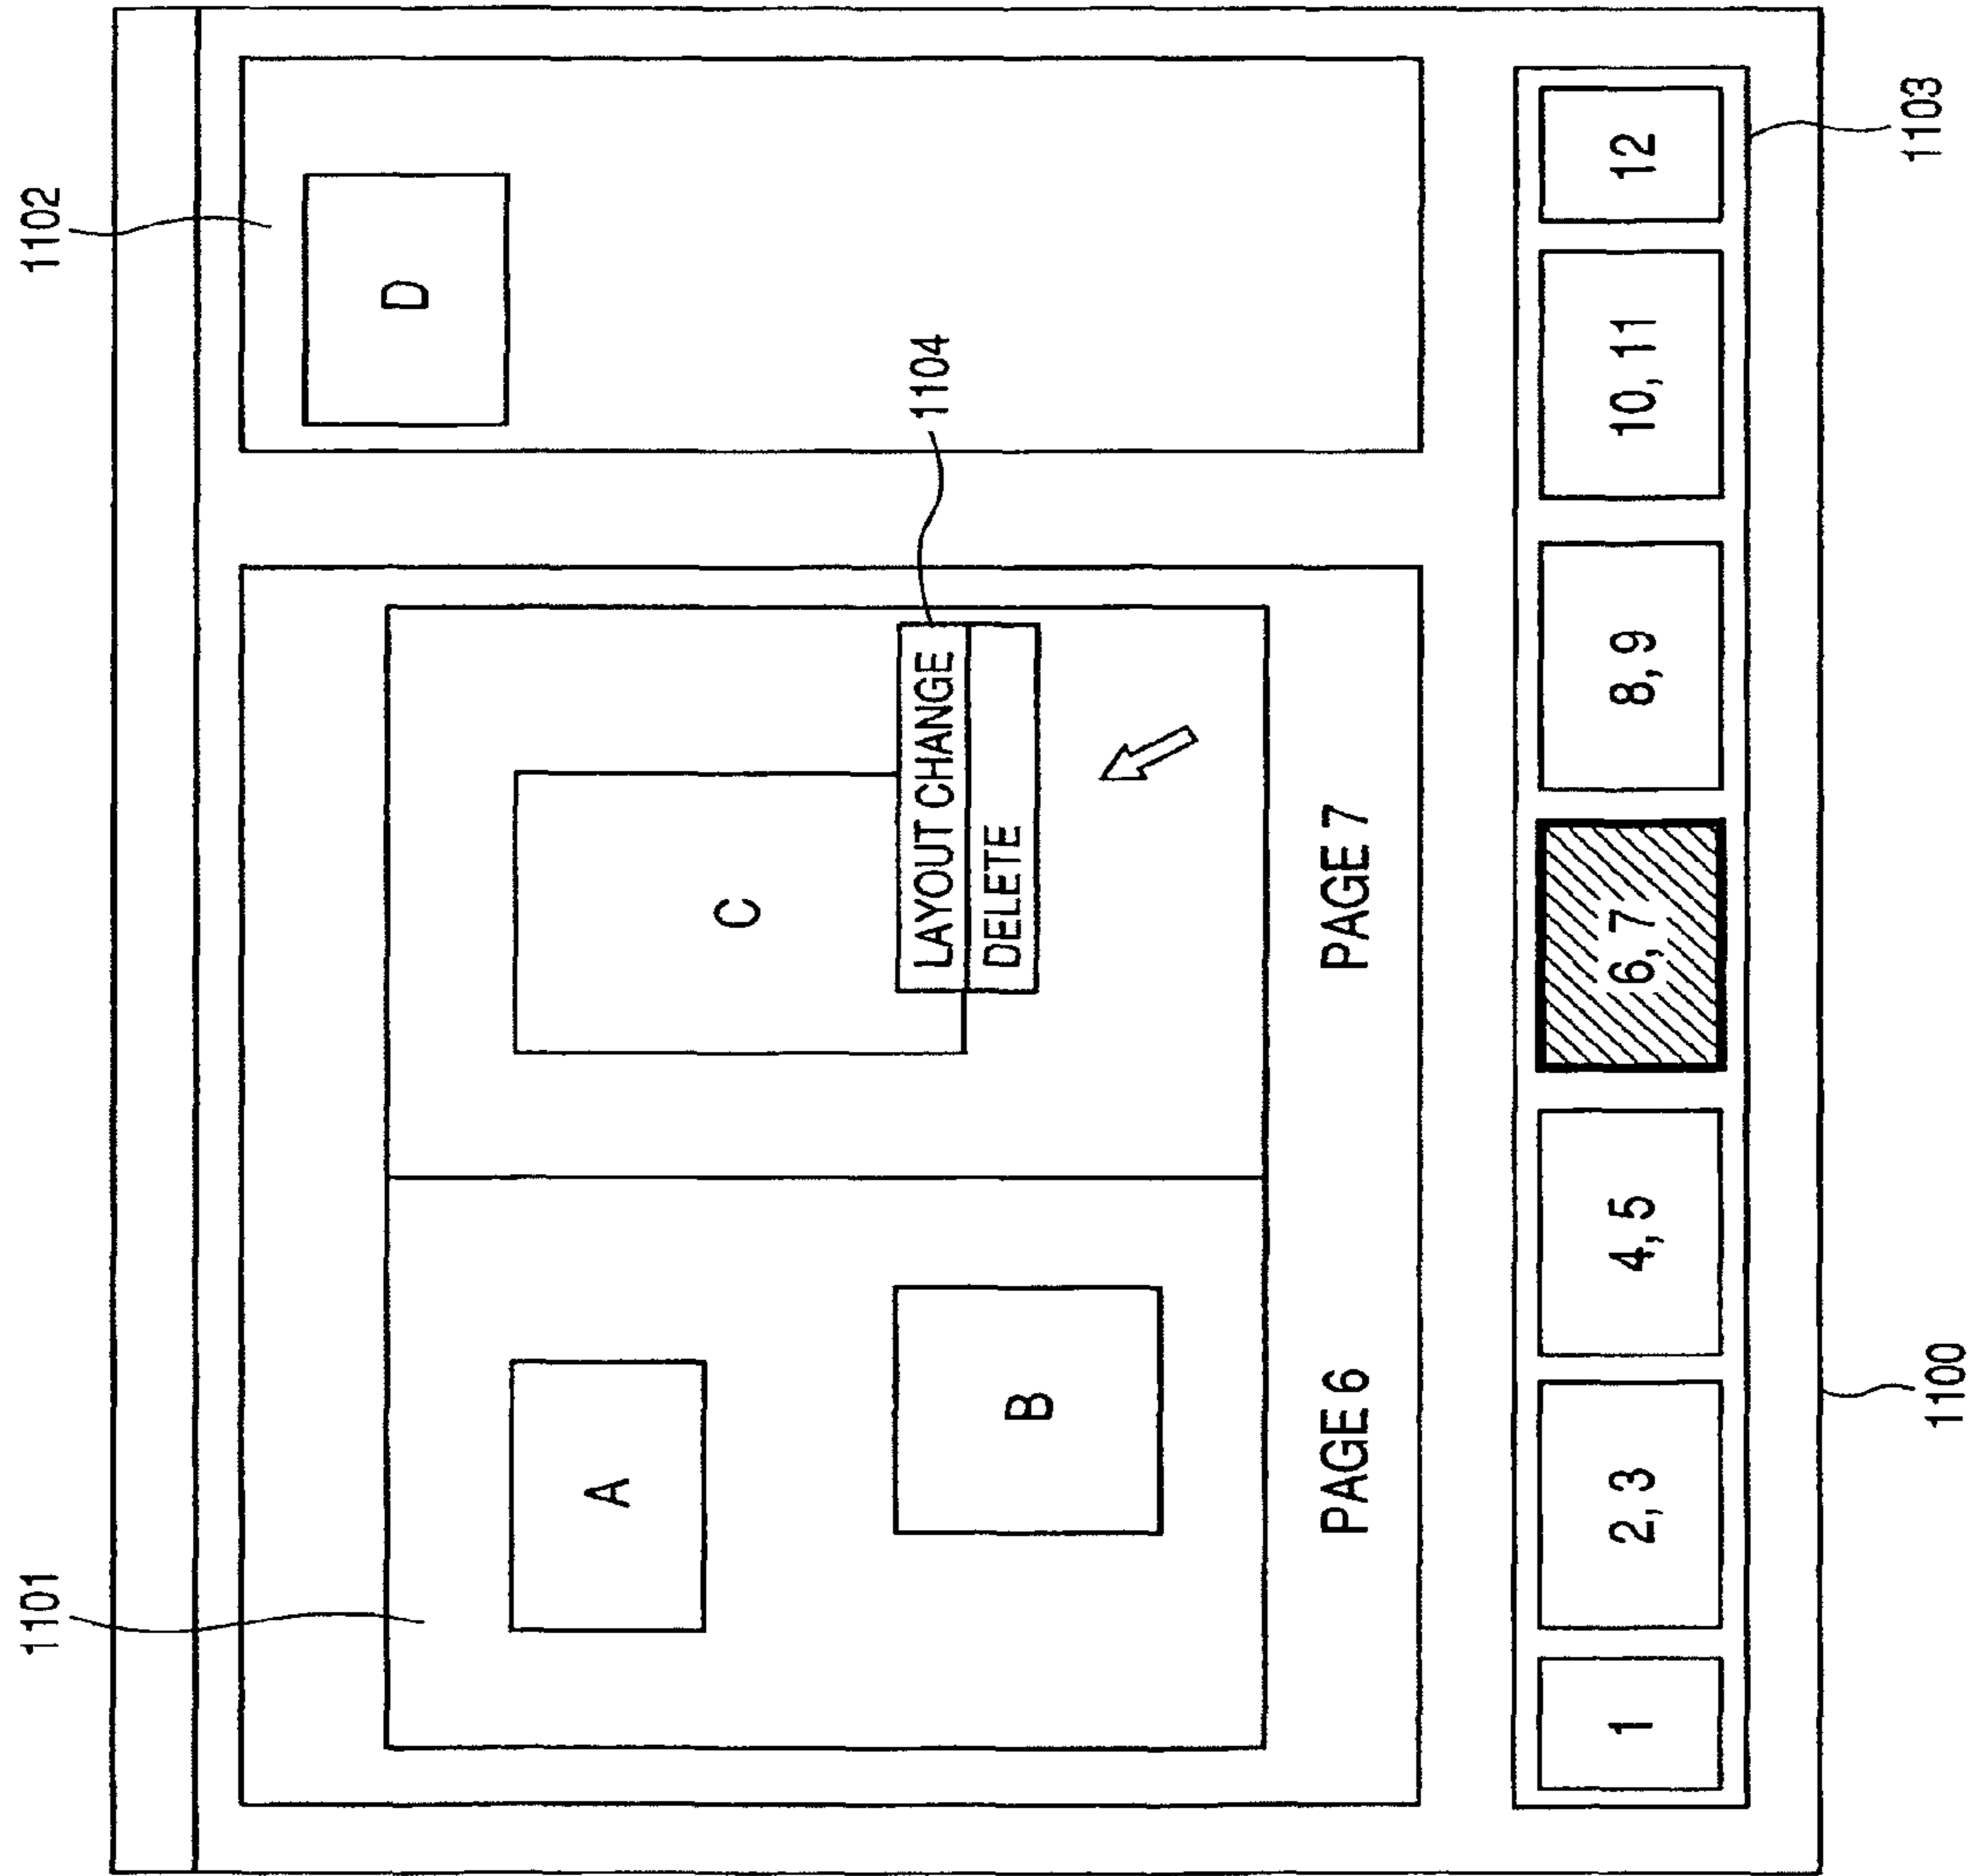 1101
1102
A
B
C
D
1104
LAYOUT CHANGE
DELETE
PAGE 6
PAGE 7
1
2, 3
4, 5
6, 7
8, 9
10, 11
12
1100
1103